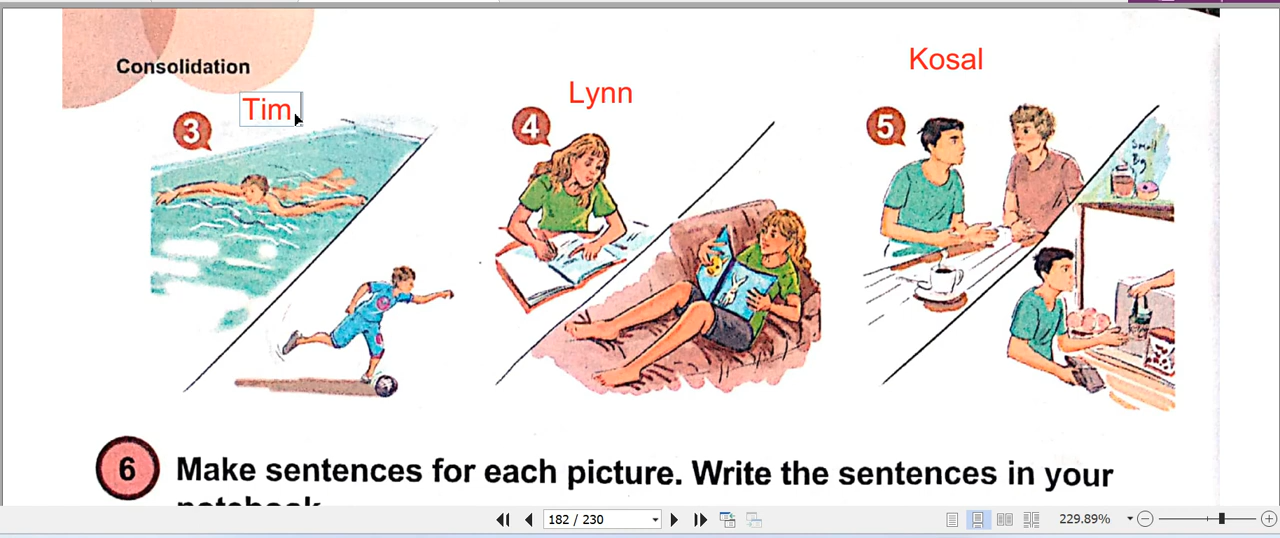 Consolidation
Tim
Lynn
Kosal
3
4
5
Small
Big
6 Make sentences for each picture. Write the sentences in your
notebook
182 / 230
229.89%